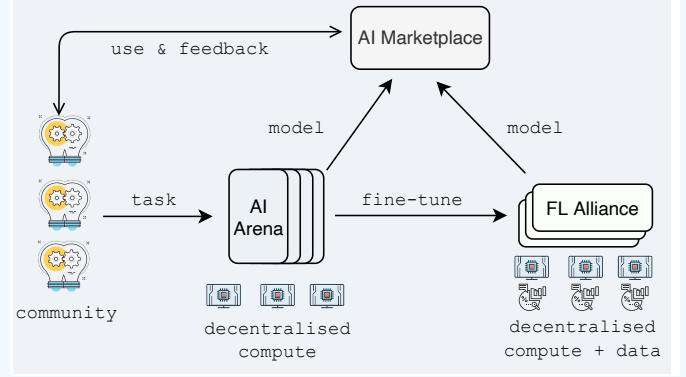 AI Marketplace
use & feedback
model
model
task
AI
Arena
fine-tune
FL Alliance
community
decentralised
compute
decentralised
compute + data